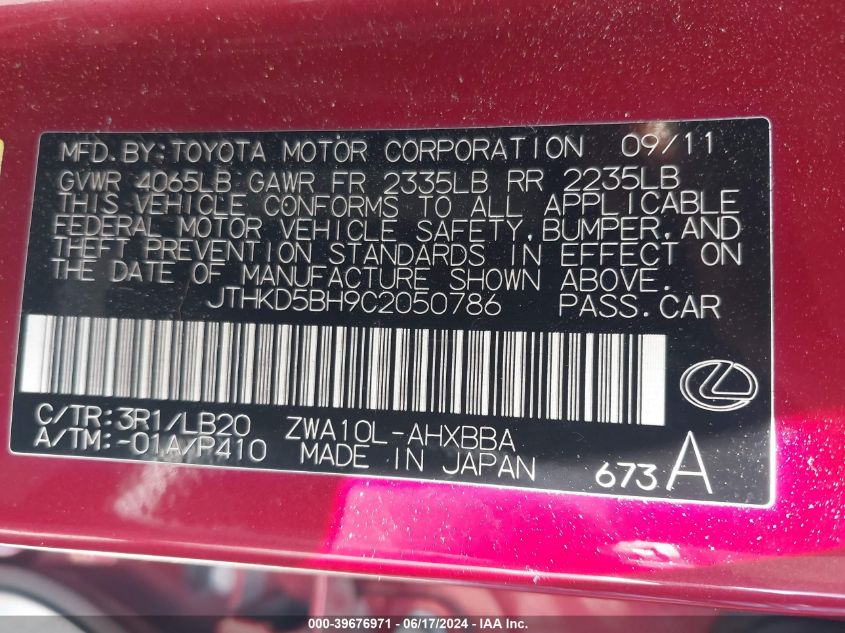 MFD.BY:TOYOTA MOTOR CORPORATION 09/11
GVWR 4065LB GAWR FR 2335LB RR 2235LB
THIS VEHICLE CONFORMS TO ALL APPLICABLE
FEDERAL MOTOR VEHICLE SAFETY,BUMPER,AND
THEFT PREVENTION STANDARDS IN EFFECT ON
THE DATE OF MANUFACTURE SHOWN ABOVE.
JTHKD5BH9C2050786 PASS.CAR
C/TR:3R1/LB20 ZWA10L-AHXBBA
A/TM:-01A/P410 MADE IN JAPAN 673 A
000-39676971 / 06/17/2024 - IAA, Inc.